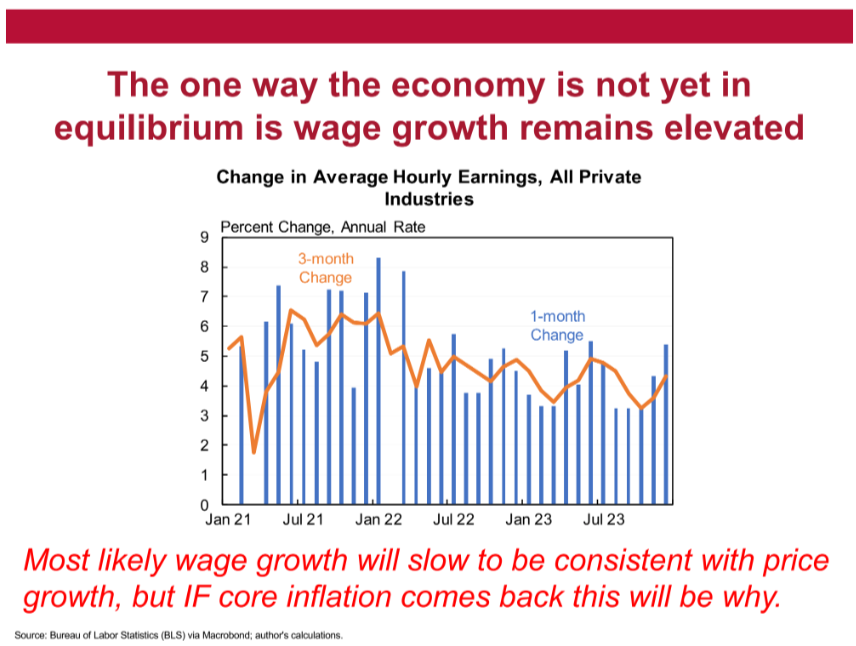 The one way the economy is not yet in
equilibrium is wage growth remains elevated
Change in Average Hourly Earnings, All Private
Industries
Percent Change, Annual Rate
9
8
7
6
5
4
3
2
1
0
3-month
Change
1-month
Change
Jan 21 Jul 21 Jan 22 Jul 22 Jan 23 Jul 23
Most likely wage growth will slow to be consistent with price
growth, but IF core inflation comes back this will be why.
Source: Bureau of Labor Statistics (BLS) via Macrobond; author's calculations.